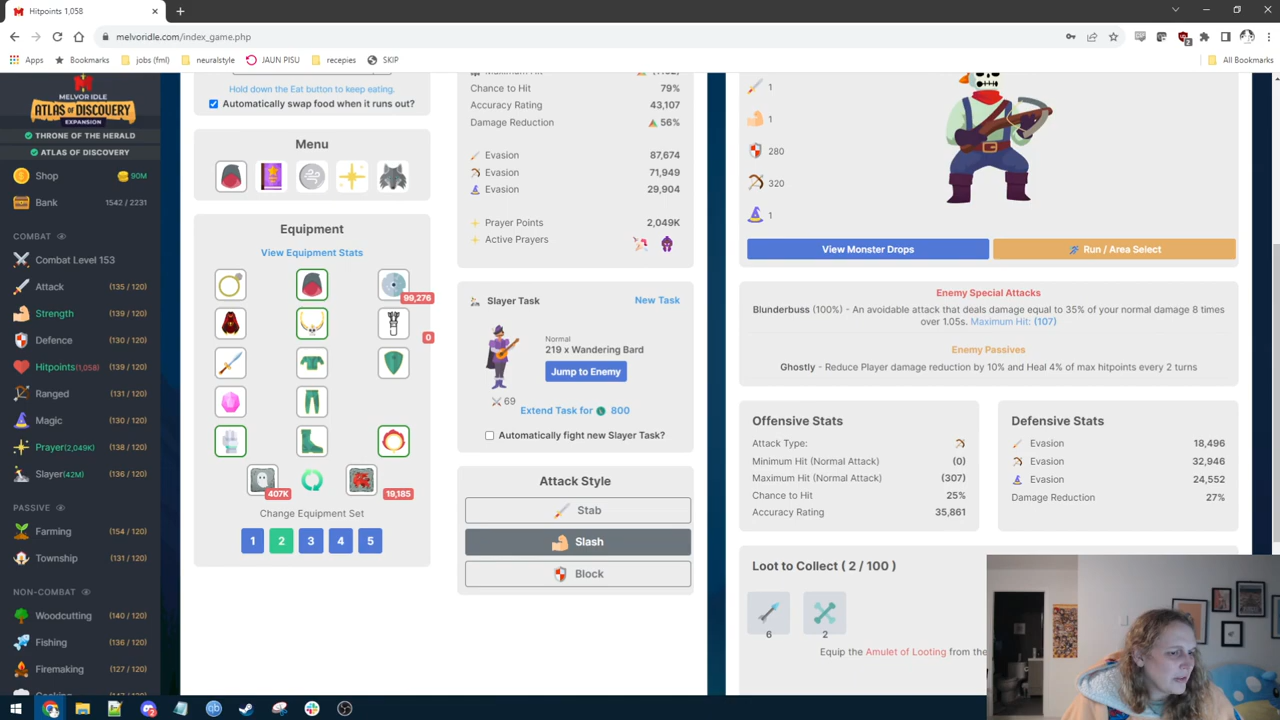 Hitpoints 1,058
melvoridle.com/index_game.php
Apps
Bookmarks
jobs (fml)
neuralstyle
JAUN PISU
recepies
SKIP
All Bookmarks
MELVOR IDLE
ATLAS OF DISCOVERY
EXPANSION
THRONE OF THE HERALD
ATLAS OF DISCOVERY
Shop 90M
Bank 1542 / 2231
COMBAT
Combat Level 153
Attack (135 / 120)
Strength (139 / 120)
Defence (130 / 120)
Hitpoints(1,058) (139 / 120)
Ranged (131 / 120)
Magic (130 / 120)
Prayer(2,049K) (138 / 120)
Slayer(42M) (136 / 120)
PASSIVE
Farming (154 / 120)
Township (131 / 120)
NON-COMBAT
Woodcutting (140 / 120)
Fishing (136 / 120)
Firemaking (127 / 120)
Hold down the Eat button to keep eating.
Automatically swap food when it runs out?
Menu
Equipment
View Equipment Stats
99,276
0
407K
19,185
Change Equipment Set
1 2 3 4 5
Chance to Hit 79%
Accuracy Rating 43,107
Damage Reduction 56%
Evasion 87,674
Evasion 71,949
Evasion 29,904
Prayer Points 2,049K
Active Prayers
Slayer Task New Task
Normal
219 x Wandering Bard
Jump to Enemy
69
Extend Task for 800
Automatically fight new Slayer Task?
Attack Style
Stab
Slash
Block
1
1
280
320
1
View Monster Drops
Run / Area Select
Enemy Special Attacks
Blunderbuss (100%) - An avoidable attack that deals damage equal to 35% of your normal damage 8 times
over 1.05s. Maximum Hit: (107)
Enemy Passives
Ghostly - Reduce Player damage reduction by 10% and Heal 4% of max hitpoints every 2 turns
Offensive Stats
Attack Type:
Minimum Hit (Normal Attack) (0)
Maximum Hit (Normal Attack) (307)
Chance to Hit 25%
Accuracy Rating 35,861
Defensive Stats
Evasion 18,496
Evasion 32,946
Evasion 24,552
Damage Reduction 27%
Loot to Collect ( 2 / 100 )
6
2
Equip the Amulet of Looting from the